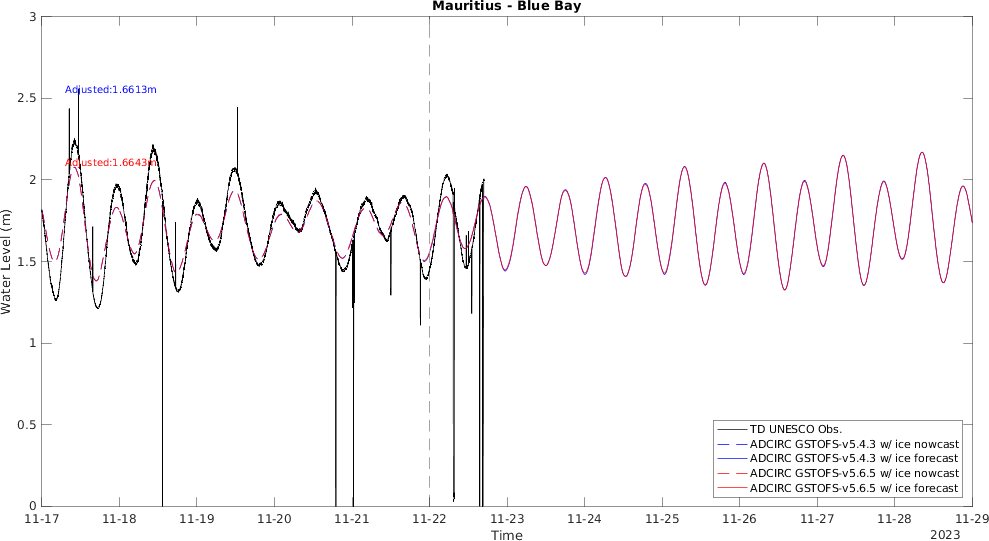 Mauritius - Blue Bay
3
2.5
2
1.5
1
0.5
0
Water Level (m)
Adjusted:1.6613m
Adjusted:1.6643m
TD UNESCO Obs.
ADCIRC GSTOFS-v5.4.3 w/ ice nowcast
ADCIRC GSTOFS-v5.4.3 w/ ice forecast
ADCIRC GSTOFS-v5.6.5 w/ ice nowcast
ADCIRC GSTOFS-v5.6.5 w/ ice forecast
11-17 11-18 11-19 11-20 11-21 11-22 11-23 11-24 11-25 11-26 11-27 11-28 11-29
Time
2023